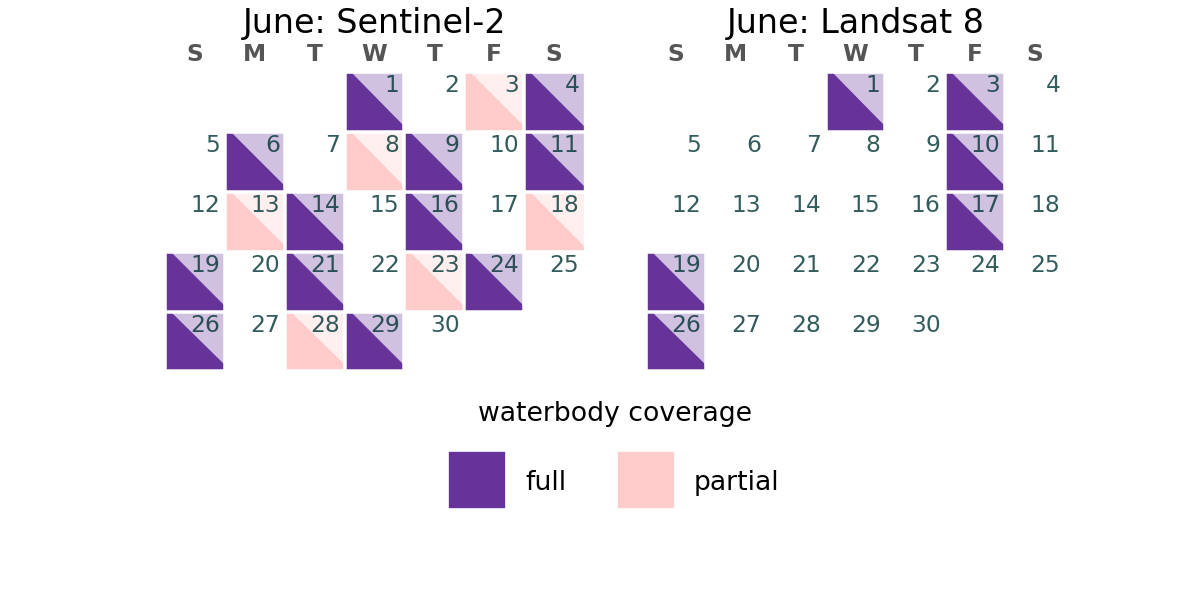 June: Sentinel-2
S M T W T F S
1 2 3 4
5 6 7 8 9 10 11
12 13 14 15 16 17 18
19 20 21 22 23 24 25
26 27 28 29 30
June: Landsat 8
S M T W T F S
1 2 3 4
5 6 7 8 9 10 11
12 13 14 15 16 17 18
19 20 21 22 23 24 25
26 27 28 29 30
waterbody coverage
full
partial